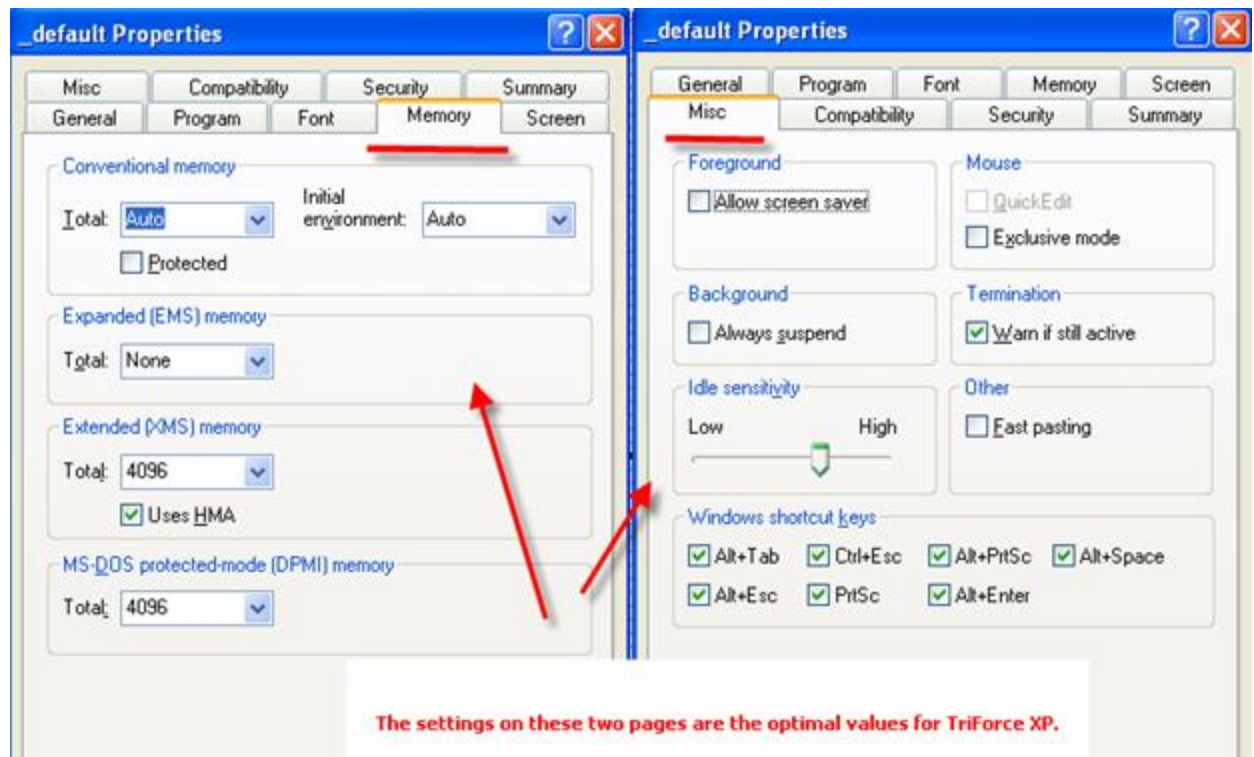 _default Properties
Misc Compatibility Security Summary
General Program Font Memory Screen
Conventional memory
Total: Auto Initial environment: Auto
Protected
Expanded (EMS) memory
Total: None
Extended (XMS) memory
Total: 4096
Uses HMA
MS-DOS protected-mode (DPMI) memory
Total: 4096
_default Properties
General Program Font Memory Screen
Misc Compatibility Security Summary
Foreground
Allow screen saver
Mouse
QuickEdit
Exclusive mode
Background
Always suspend
Termination
Warn if still active
Idle sensitivity
Low High
Other
Fast pasting
Windows shortcut keys
Alt+Tab Ctrl+Esc Alt+PrtSc Alt+Space
Alt+Esc PrtSc Alt+Enter
The settings on these two pages are the optimal values for TriForce XP.